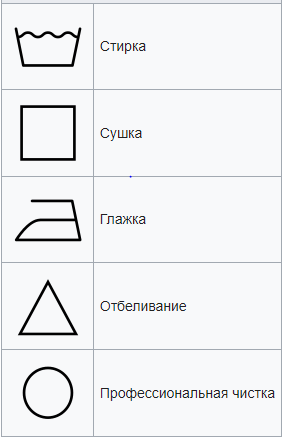 Стирка
Сушка
Глажка
Отбеливание
Профессиональная чистка